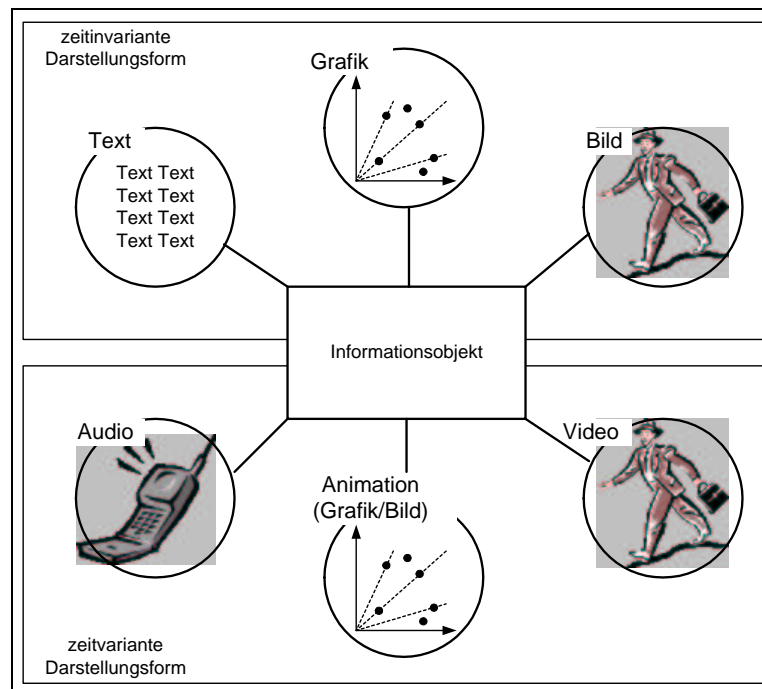 zeitinvariante
Darstellungsform
Grafik
Text
Text Text
Text Text
Text Text
Text Text
Bild
Informationsobjekt
Audio
Animation
(Grafik/Bild)
Video
zeitvariante
Darstellungsform